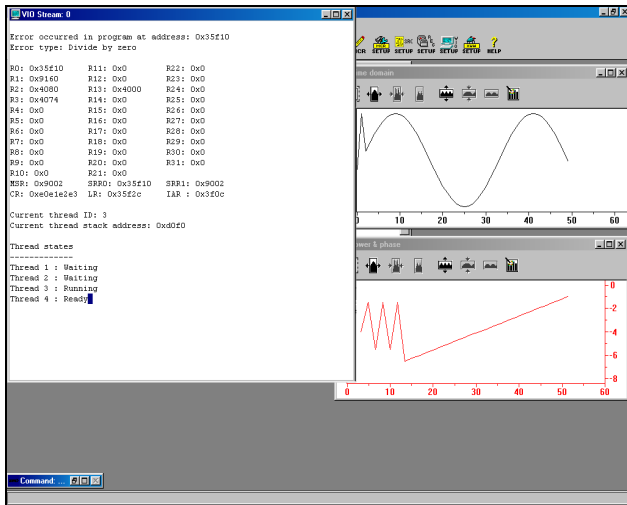 VIO Stream: 0
Error occurred in program at address: 0x35f10
Error type: Divide by zero
R0: 0x35f10 R11: 0x0 R22: 0x0
R1: 0x9160 R12: 0x0 R23: 0x0
R2: 0x4080 R13: 0x4000 R24: 0x0
R3: 0x4074 R14: 0x0 R25: 0x0
R4: 0x0 R15: 0x0 R26: 0x0
R5: 0x0 R16: 0x0 R27: 0x0
R6: 0x0 R17: 0x0 R28: 0x0
R7: 0x0 R18: 0x0 R29: 0x0
R8: 0x0 R19: 0x0 R30: 0x0
R9: 0x0 R20: 0x0 R31: 0x0
R10: 0x0 R21: 0x0
MSR: 0x9002 SRR0: 0x35f10 SRR1: 0x9002
CR: 0xe0e1e2e3 LR: 0x35f2c IAR : 0x3f0c
Current thread ID: 3
Current thread stack address: 0xd0f0
Thread states
-------------
Thread 1 : Waiting
Thread 2 : Waiting
Thread 3 : Running
Thread 4 : Ready
SETUP SETUP SETUP SETUP SETUP HELP
me domain
10 20 30 40 50 60
ower & phase
0
-2
-4
-6
-8
0 10 20 30 40 50 60
Command: ...